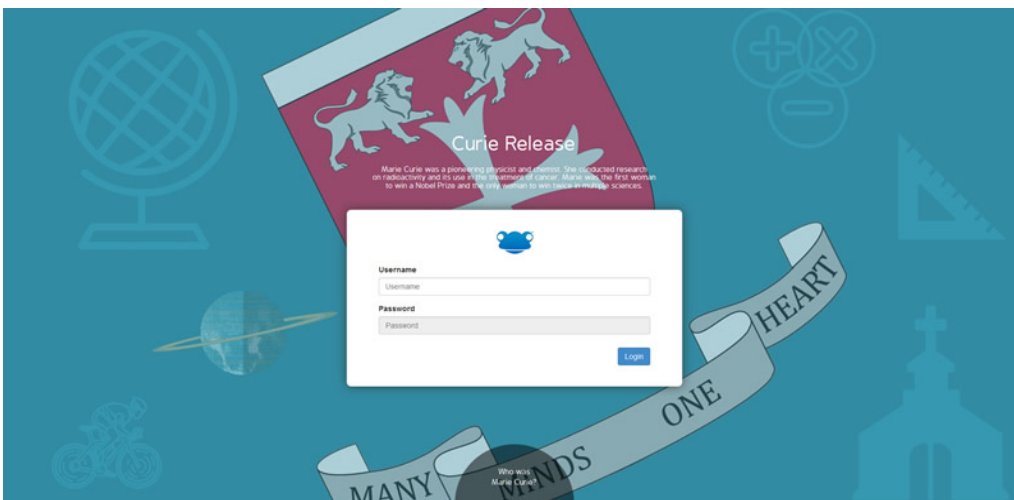 Curie Release
Marie Curie was a pioneering physicist and chemist. She conducted research
on radioactivity and its use in the treatment of cancer. Marie was the first woman
to win a Nobel Prize and the only woman to win twice in multiple sciences.
Username
Username
Password
Password
Login
MANY MINDS ONE HEART
Who was
Marie Curie?